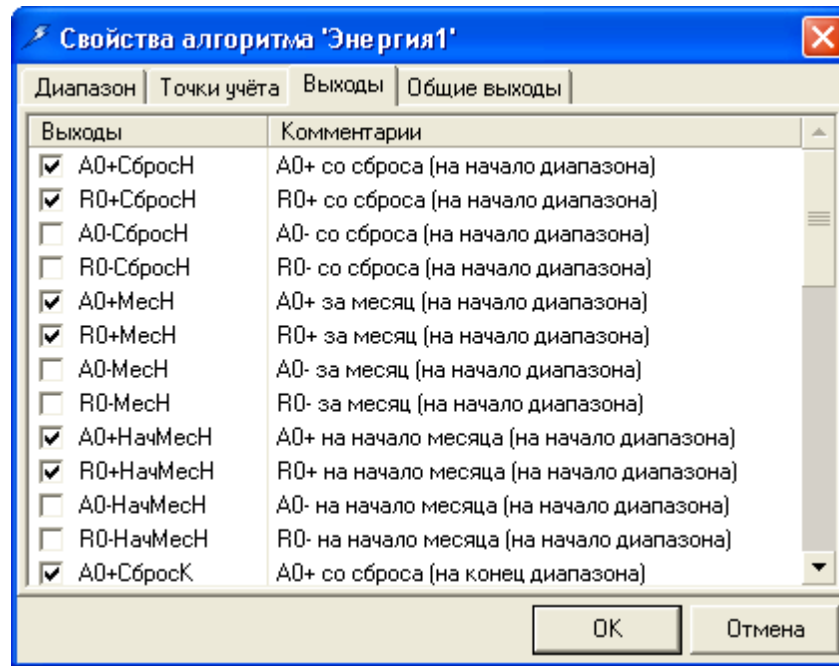 Свойства алгоритма 'Энергия1'
Диапазон Точки учёта Выходы Общие выходы
Выходы Комментарии
A0+СбросН A0+ со сброса (на начало диапазона)
R0+СбросН R0+ со сброса (на начало диапазона)
A0-СбросН A0- со сброса (на начало диапазона)
R0-СбросН R0- со сброса (на начало диапазона)
A0+МесН A0+ за месяц (на начало диапазона)
R0+МесН R0+ за месяц (на начало диапазона)
A0-МесН A0- за месяц (на начало диапазона)
R0-МесН R0- за месяц (на начало диапазона)
A0+НачМесН A0+ на начало месяца (на начало диапазона)
R0+НачМесН R0+ на начало месяца (на начало диапазона)
A0-НачМесН A0- на начало месяца (на начало диапазона)
R0-НачМесН R0- на начало месяца (на начало диапазона)
A0+СбросК A0+ со сброса (на конец диапазона)
OK Отмена